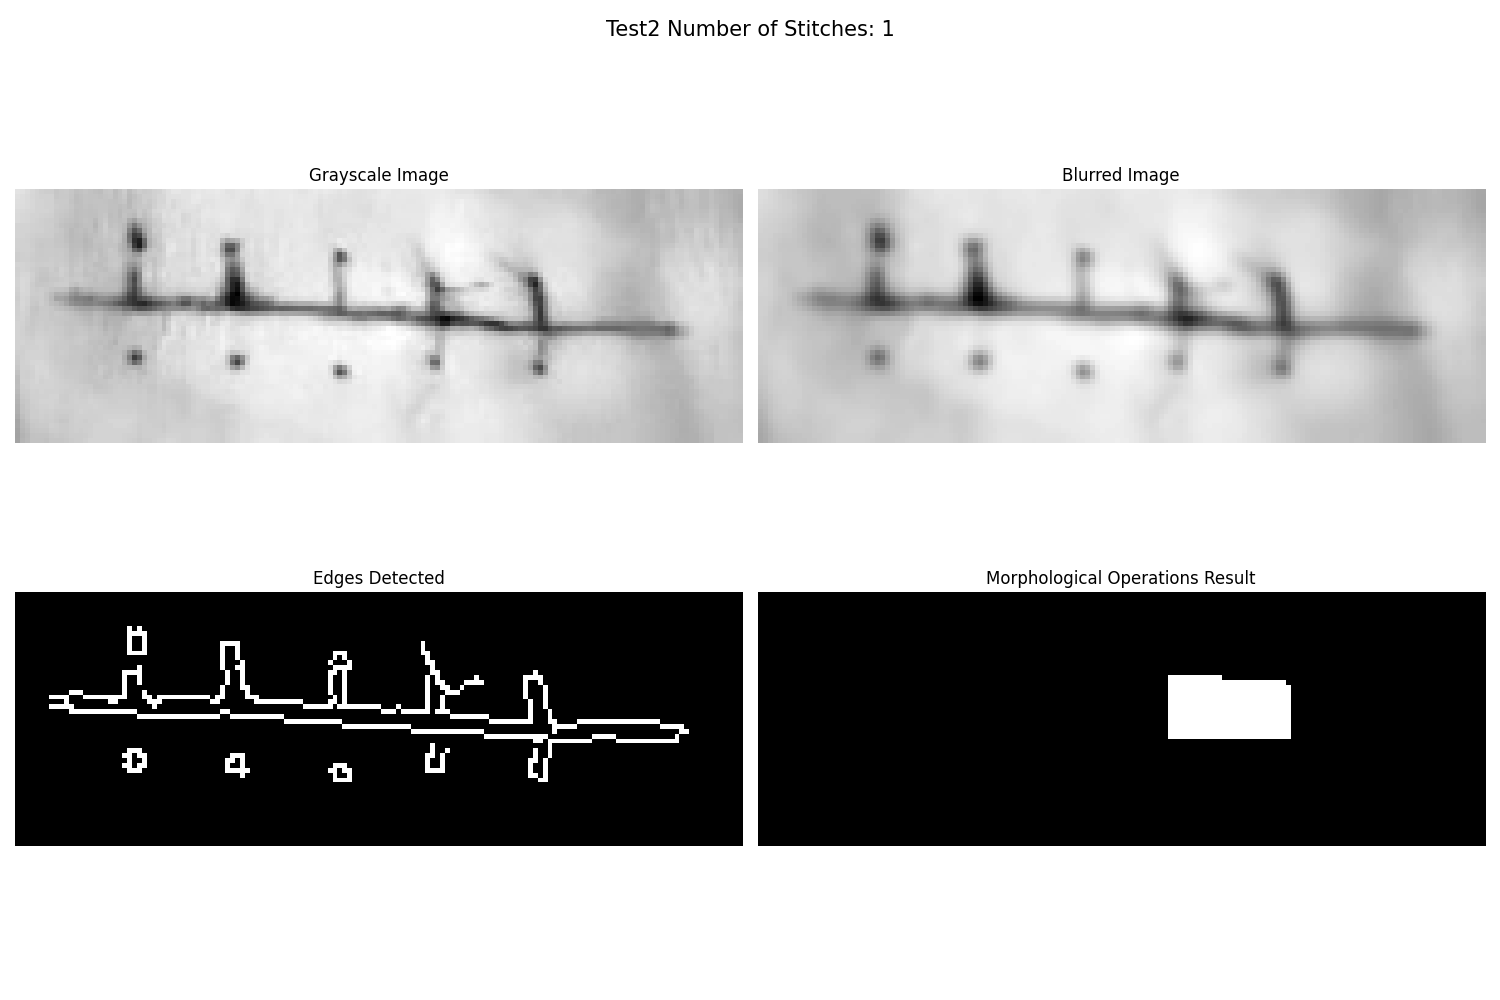 Test2 Number of Stitches: 1
Grayscale Image
Blurred Image
Edges Detected
Morphological Operations Result